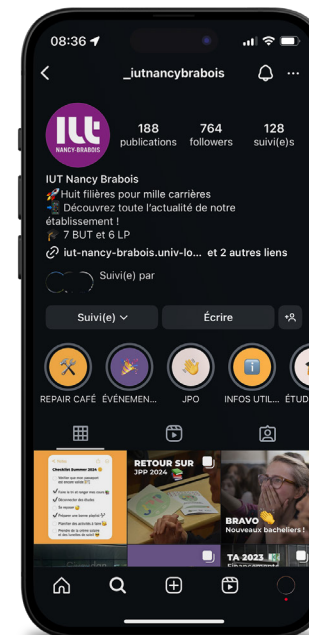 08:36
_iutnancybrabois
IUT
NANCY-BRABOIS
188 764 128
publications followers suivi(e)s
IUT Nancy Brabois
🚀Huit filières pour mille carrières
📲 Découvrez toute l'actualité de notre
établissement !
🎓 7 BUT et 6 LP
iut-nancy-brabois.univ-lo... et 2 autres liens
Suivi(e) par
Suivi(e) Écrire
REPAIR CAFÉ ÉVÉNEMEN... JPO INFOS UTIL... ÉTUD
Checklist Summer 2024
RETOUR SUR
JPP 2024
BRAVO
Nouveaux bacheliers !
TA 2023
Financements